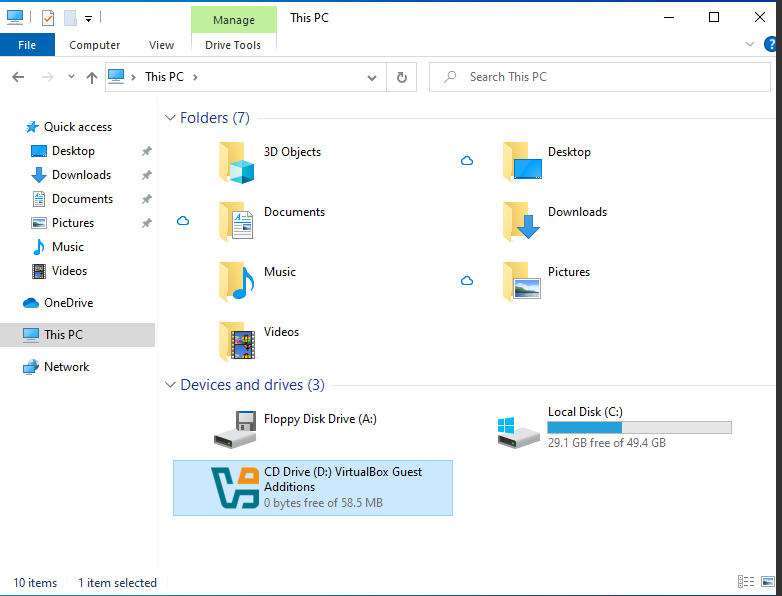 Manage
This PC
File
Computer
View
Drive Tools
?
This PC
Search This PC
Quick access
Desktop
Downloads
Documents
Pictures
Music
Videos
OneDrive
This PC
Network
Folders (7)
3D Objects
Desktop
Documents
Downloads
Music
Pictures
Videos
Devices and drives (3)
Floppy Disk Drive (A:)
Local Disk (C:)
29.1 GB free of 49.4 GB
CD Drive (D:) VirtualBox Guest
Additions
0 bytes free of 58.5 MB
10 items
1 item selected